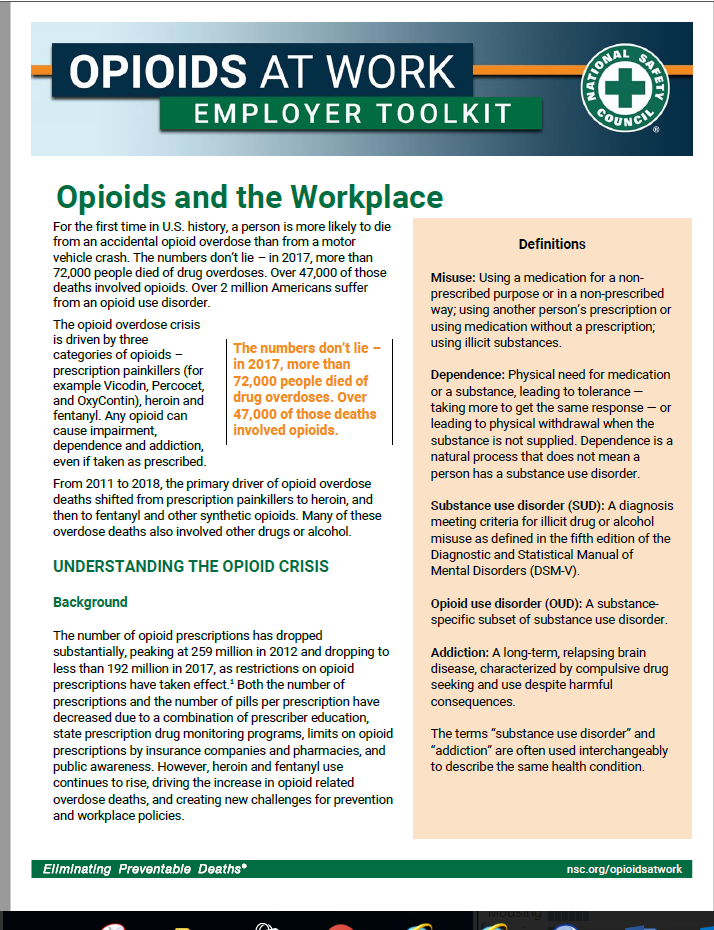 OPIOIDS AT WORK
EMPLOYER TOOLKIT
NATIONAL SAFETY COUNCIL
®
Opioids and the Workplace
For the first time in U.S. history, a person is more likely to die
from an accidental opioid overdose than from a motor
vehicle crash. The numbers don't lie – in 2017, more than
72,000 people died of drug overdoses. Over 47,000 of those
deaths involved opioids. Over 2 million Americans suffer
from an opioid use disorder.
The opioid overdose crisis
is driven by three
categories of opioids –
prescription painkillers (for
example Vicodin, Percocet,
and OxyContin), heroin and
fentanyl. Any opioid can
cause impairment,
dependence and addiction,
even if taken as prescribed.
The numbers don't lie –
in 2017, more than
72,000 people died of
drug overdoses. Over
47,000 of those deaths
involved opioids.
From 2011 to 2018, the primary driver of opioid overdose
deaths shifted from prescription painkillers to heroin, and
then to fentanyl and other synthetic opioids. Many of these
overdose deaths also involved other drugs or alcohol.
UNDERSTANDING THE OPIOID CRISIS
Background
The number of opioid prescriptions has dropped
substantially, peaking at 259 million in 2012 and dropping to
less than 192 million in 2017, as restrictions on opioid
prescriptions have taken effect.¹ Both the number of
prescriptions and the number of pills per prescription have
decreased due to a combination of prescriber education,
state prescription drug monitoring programs, limits on opioid
prescriptions by insurance companies and pharmacies, and
public awareness. However, heroin and fentanyl use
continues to rise, driving the increase in opioid related
overdose deaths, and creating new challenges for prevention
and workplace policies.
Definitions
Misuse: Using a medication for a non-
prescribed purpose or in a non-prescribed
way; using another person's prescription or
using medication without a prescription;
using illicit substances.
Dependence: Physical need for medication
or a substance, leading to tolerance —
taking more to get the same response — or
leading to physical withdrawal when the
substance is not supplied. Dependence is a
natural process that does not mean a
person has a substance use disorder.
Substance use disorder (SUD): A diagnosis
meeting criteria for illicit drug or alcohol
misuse as defined in the fifth edition of the
Diagnostic and Statistical Manual of
Mental Disorders (DSM-V).
Opioid use disorder (OUD): A substance-
specific subset of substance use disorder.
Addiction: A long-term, relapsing brain
disease, characterized by compulsive drug
seeking and use despite harmful
consequences.
The terms “substance use disorder” and
“addiction” are often used interchangeably
to describe the same health condition.
Eliminating Preventable Deaths®
nsc.org/opioidsatwork